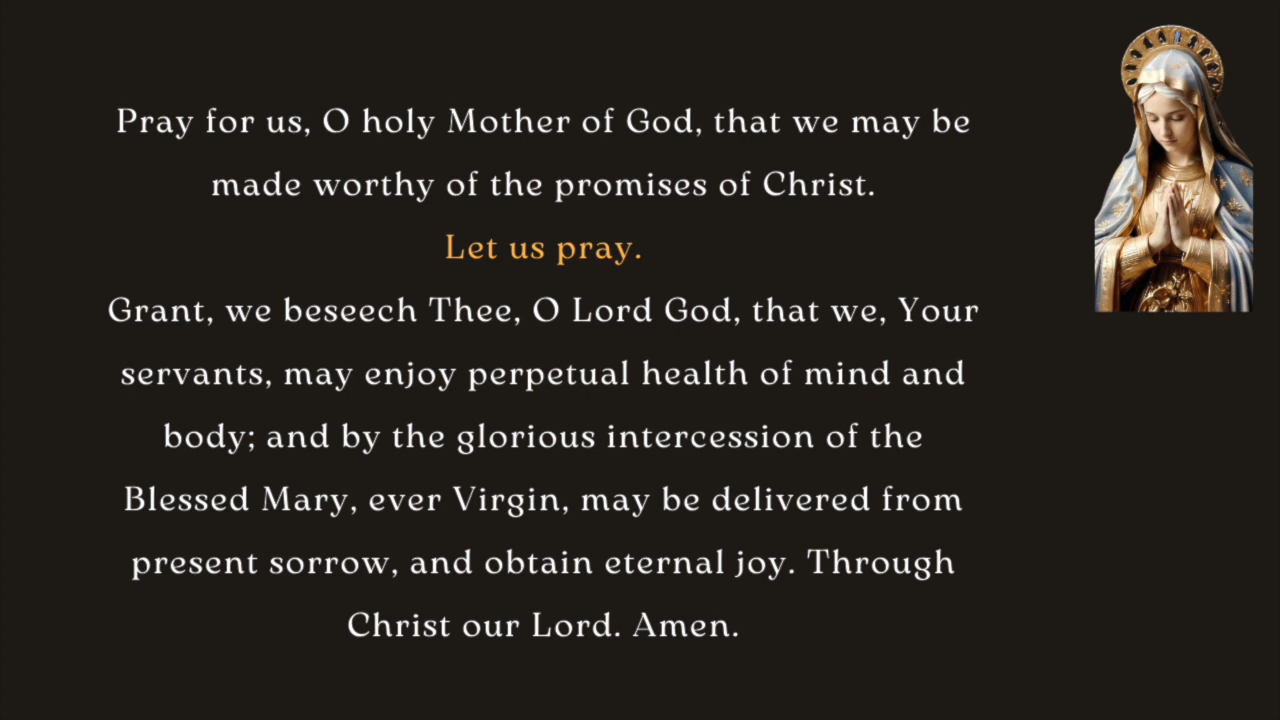 Pray for us, O holy Mother of God, that we may be
made worthy of the promises of Christ.
Let us pray.
Grant, we beseech Thee, O Lord God, that we, Your
servants, may enjoy perpetual health of mind and
body; and by the glorious intercession of the
Blessed Mary, ever Virgin, may be delivered from
present sorrow, and obtain eternal joy. Through
Christ our Lord. Amen.